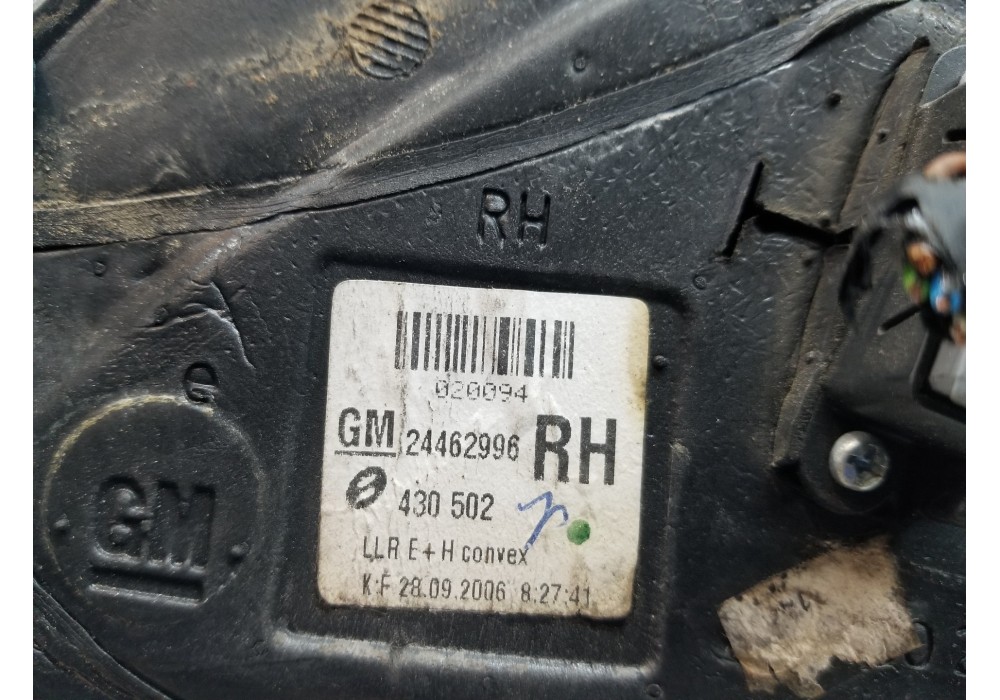 RH
020094
GM 24462996 RH
430 502
LLR E+H convex
K:F 28.09.2006 8:27:41
e
GM